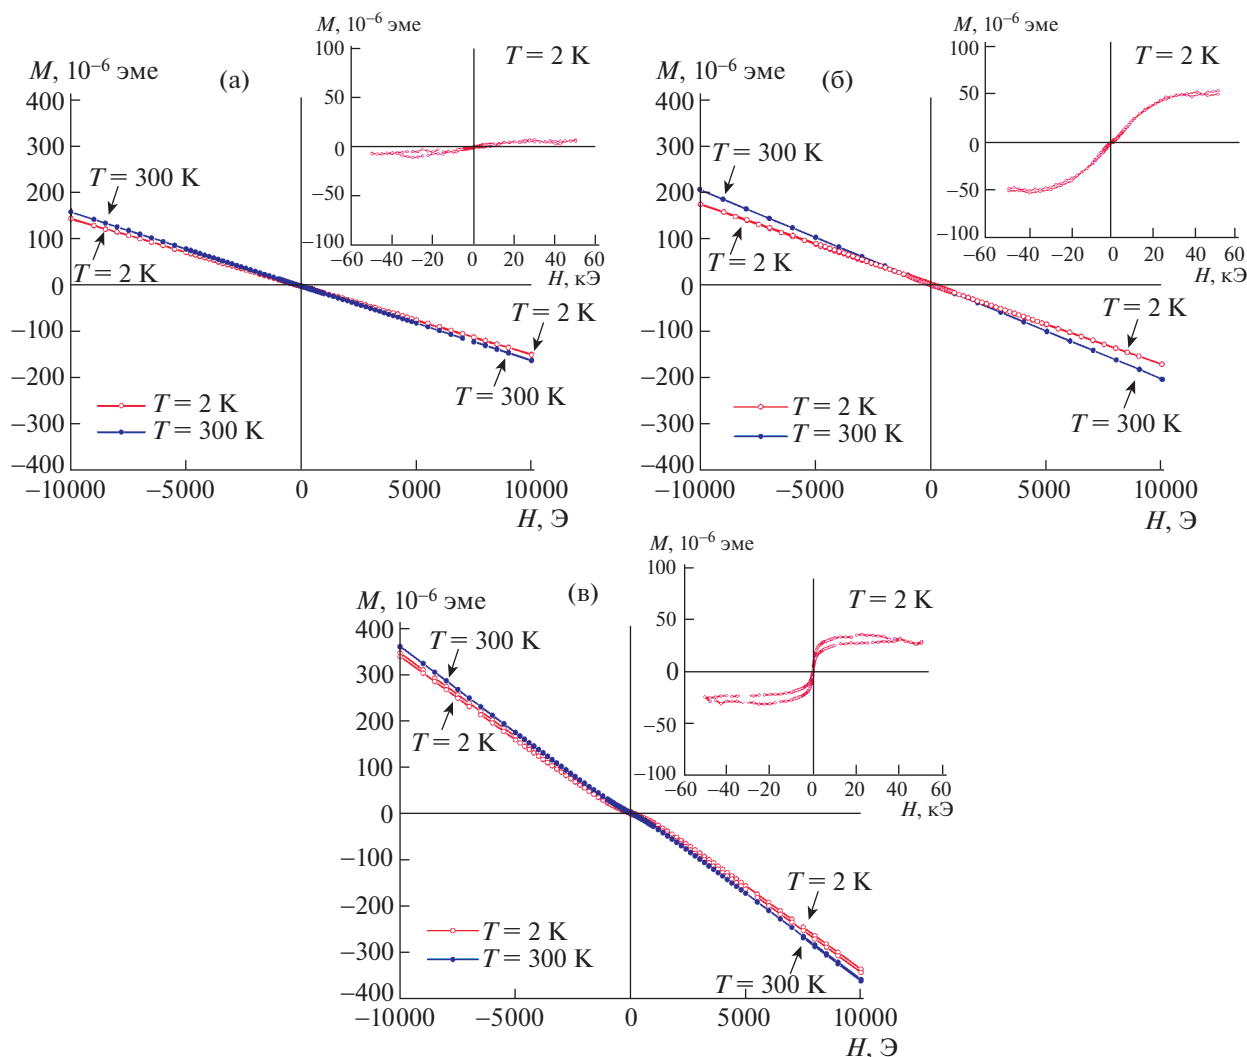 M, 10⁻⁶ эме
(а)
400
300
200
100
0
−100
−200
−300
−400
−10000 −5000 0 5000 10000
H, Э
T = 300 K
T = 2 K
T = 2 K
T = 300 K
T = 2 K
T = 300 K
M, 10⁻⁶ эме
T = 2 K
100
50
0
−50
−100
−60 −40 −20 0 20 40 60
H, кЭ
M, 10⁻⁶ эме
(б)
400
300
200
100
0
−100
−200
−300
−400
−10000 −5000 0 5000 10000
H, Э
T = 300 K
T = 2 K
T = 2 K
T = 300 K
T = 2 K
T = 300 K
M, 10⁻⁶ эме
T = 2 K
100
50
0
−50
−100
60 −40 −20 0 20 40 60
H, кЭ
M, 10⁻⁶ эме
(в)
400
300
200
100
0
−100
−200
−300
−400
−10000 −5000 0 5000 10000
H, Э
T = 300 K
T = 2 K
T = 2 K
T = 300 K
T = 2 K
T = 300 K
M, 10⁻⁶ эме
T = 2 K
100
50
0
−50
−100
−60 −40 −20 0 20 40 60
H, кЭ